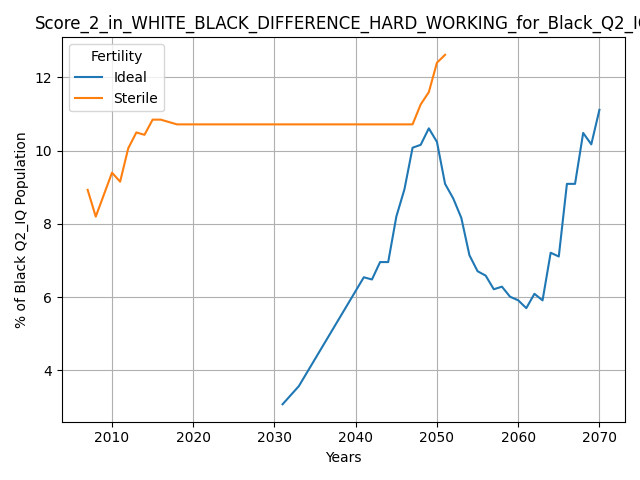 Score_2_in_WHITE_BLACK_DIFFERENCE_HARD_WORKING_for_Black_Q2_IQ
Fertility
Ideal
Sterile
12
10
8
6
4
% of Black Q2_IQ Population
2010 2020 2030 2040 2050 2060 2070
Years